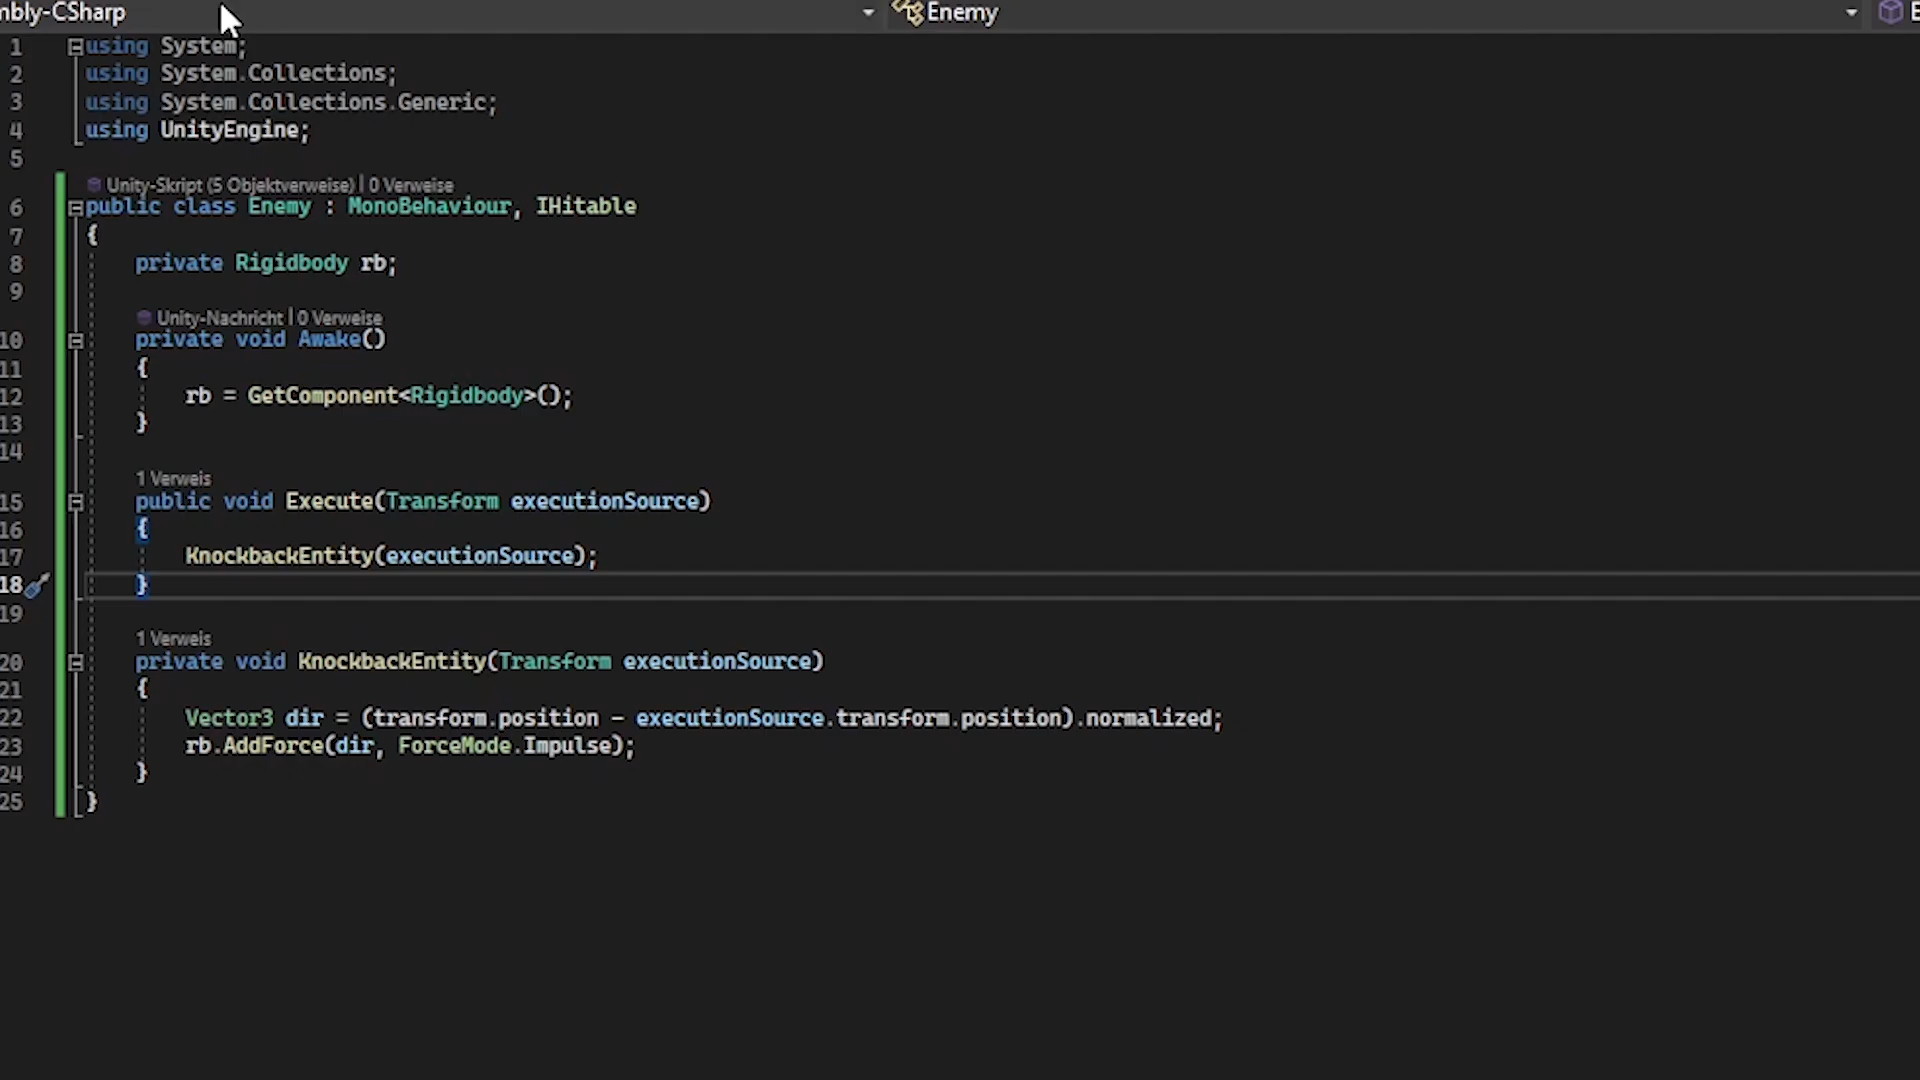 mbly-CSharp
Enemy
1 using System;
2 using System.Collections;
3 using System.Collections.Generic;
4 using UnityEngine;
5
Unity-Skript (5 Objektverweise) | 0 Verweise
6 public class Enemy : MonoBehaviour, IHitable
7 {
8 private Rigidbody rb;
9
Unity-Nachricht | 0 Verweise
10 private void Awake()
11 {
12 rb = GetComponent<Rigidbody>();
13 }
14
1 Verweis
15 public void Execute(Transform executionSource)
16 {
17 KnockbackEntity(executionSource);
18 }
19
1 Verweis
20 private void KnockbackEntity(Transform executionSource)
21 {
22 Vector3 dir = (transform.position - executionSource.transform.position).normalized;
23 rb.AddForce(dir, ForceMode.Impulse);
24 }
25 }